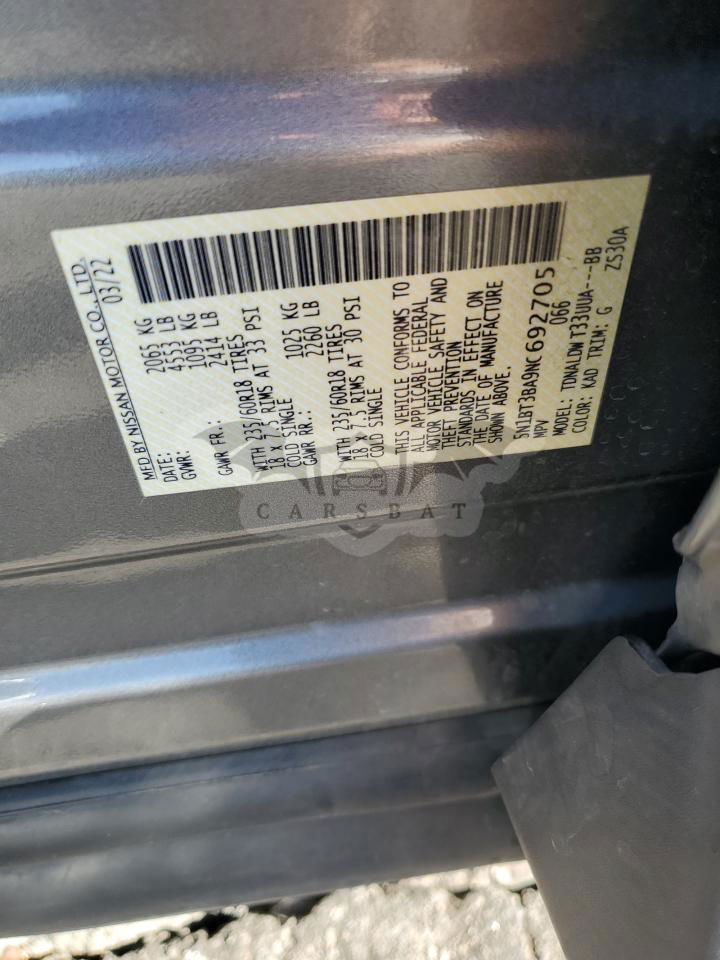 MFD BY NISSAN MOTOR CO., LTD.
DATE: 03/22
GVWR: 2065 KG
4553 LB
GAWR FR.: 1095 KG
2414 LB
WITH 235/60R18 TIRES
18 X 7.5 RIMS AT 33 PSI
COLD SINGLE
GAWR RR.: 1025 KG
2260 LB
WITH 235/60R18 TIRES
18 X 7.5 RIMS AT 30 PSI
COLD SINGLE
THIS VEHICLE CONFORMS TO
ALL APPLICABLE FEDERAL
MOTOR VEHICLE SAFETY AND
THEFT PREVENTION
STANDARDS IN EFFECT ON
THE DATE OF MANUFACTURE
SHOWN ABOVE.
5N1BT3BA9NC692705
MPV 066
MODEL: TDNALDW T33UUA---BB
COLOR: KAD TRIM: G ZS30A
CARSBAT